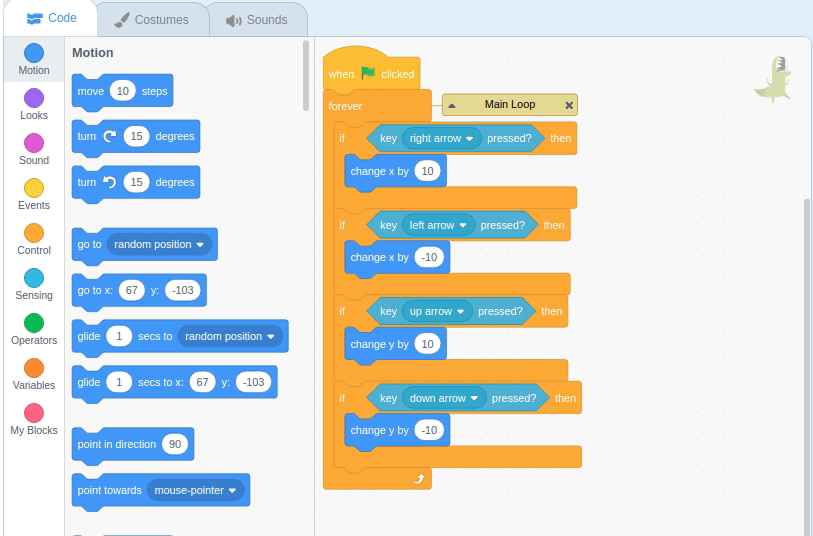 Code Costumes Sounds
Motion
Looks
Sound
Events
Control
Sensing
Operators
Variables
My Blocks
Motion
move 10 steps
turn 15 degrees
turn 15 degrees
go to random position
go to x: 67 y: -103
glide 1 secs to random position
glide 1 secs to x: 67 y: -103
point in direction 90
point towards mouse-pointer
when clicked
forever
Main Loop
if key right arrow pressed? then
change x by 10
if key left arrow pressed? then
change x by -10
if key up arrow pressed? then
change y by 10
if key down arrow pressed? then
change y by -10